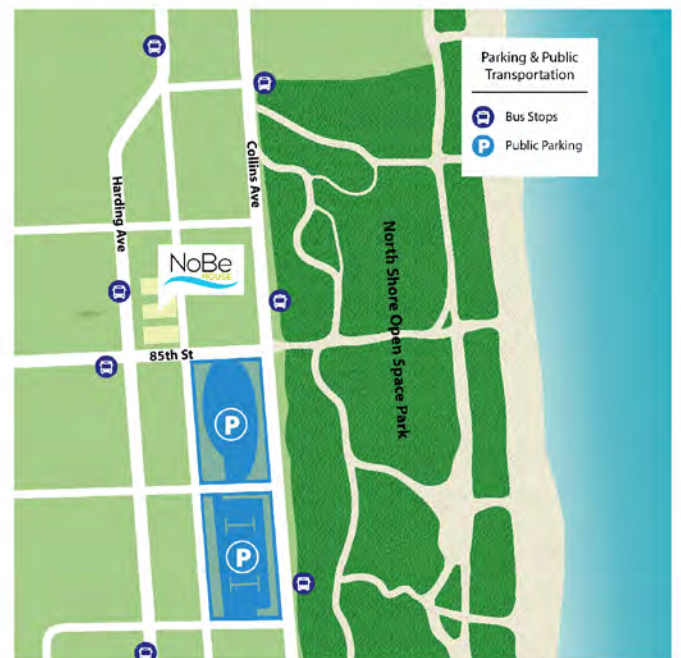 Parking & Public
Transportation
Bus Stops
P Public Parking
Collins Ave
Harding Ave
North Shore Open Space Park
NoBe
HOUSE
85th St
P
P